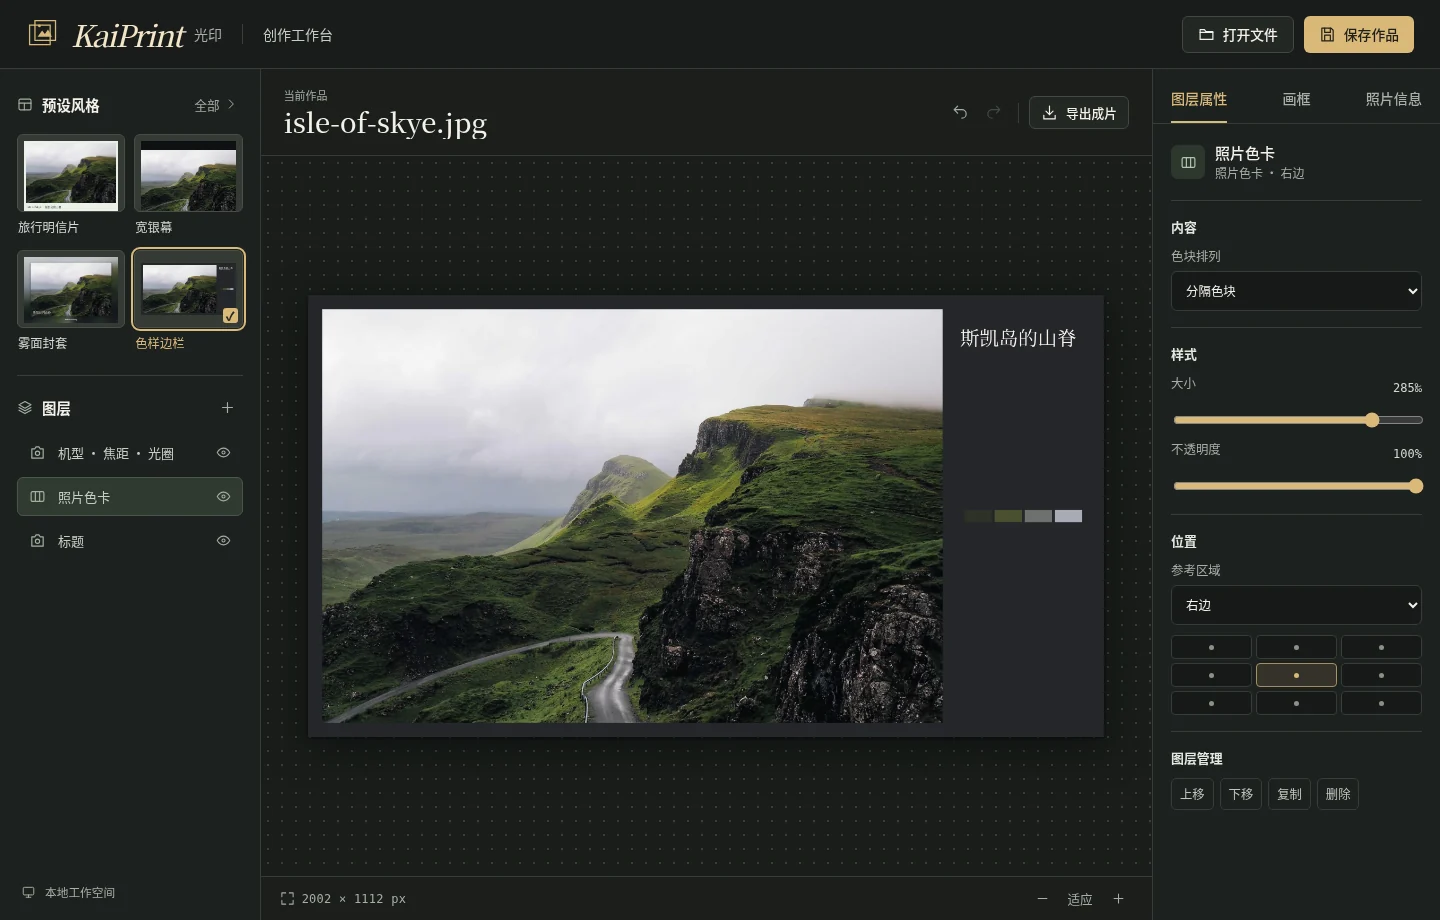 KaiPrint 光印 创作工作台
打开文件 保存作品
预设风格 全部
旅行明信片 宽银幕
雾面封套 色样边栏
图层
机型 • 焦距 • 光圈
照片色卡
标题
本地工作空间
当前作品
isle-of-skye.jpg
导出成片
斯凯岛的山脊
2002 × 1112 px
适应
图层属性 画框 照片信息
照片色卡
照片色卡 • 右边
内容
色块排列
分隔色块
样式
大小 285%
不透明度 100%
位置
参考区域
右边
图层管理
上移 下移 复制 删除